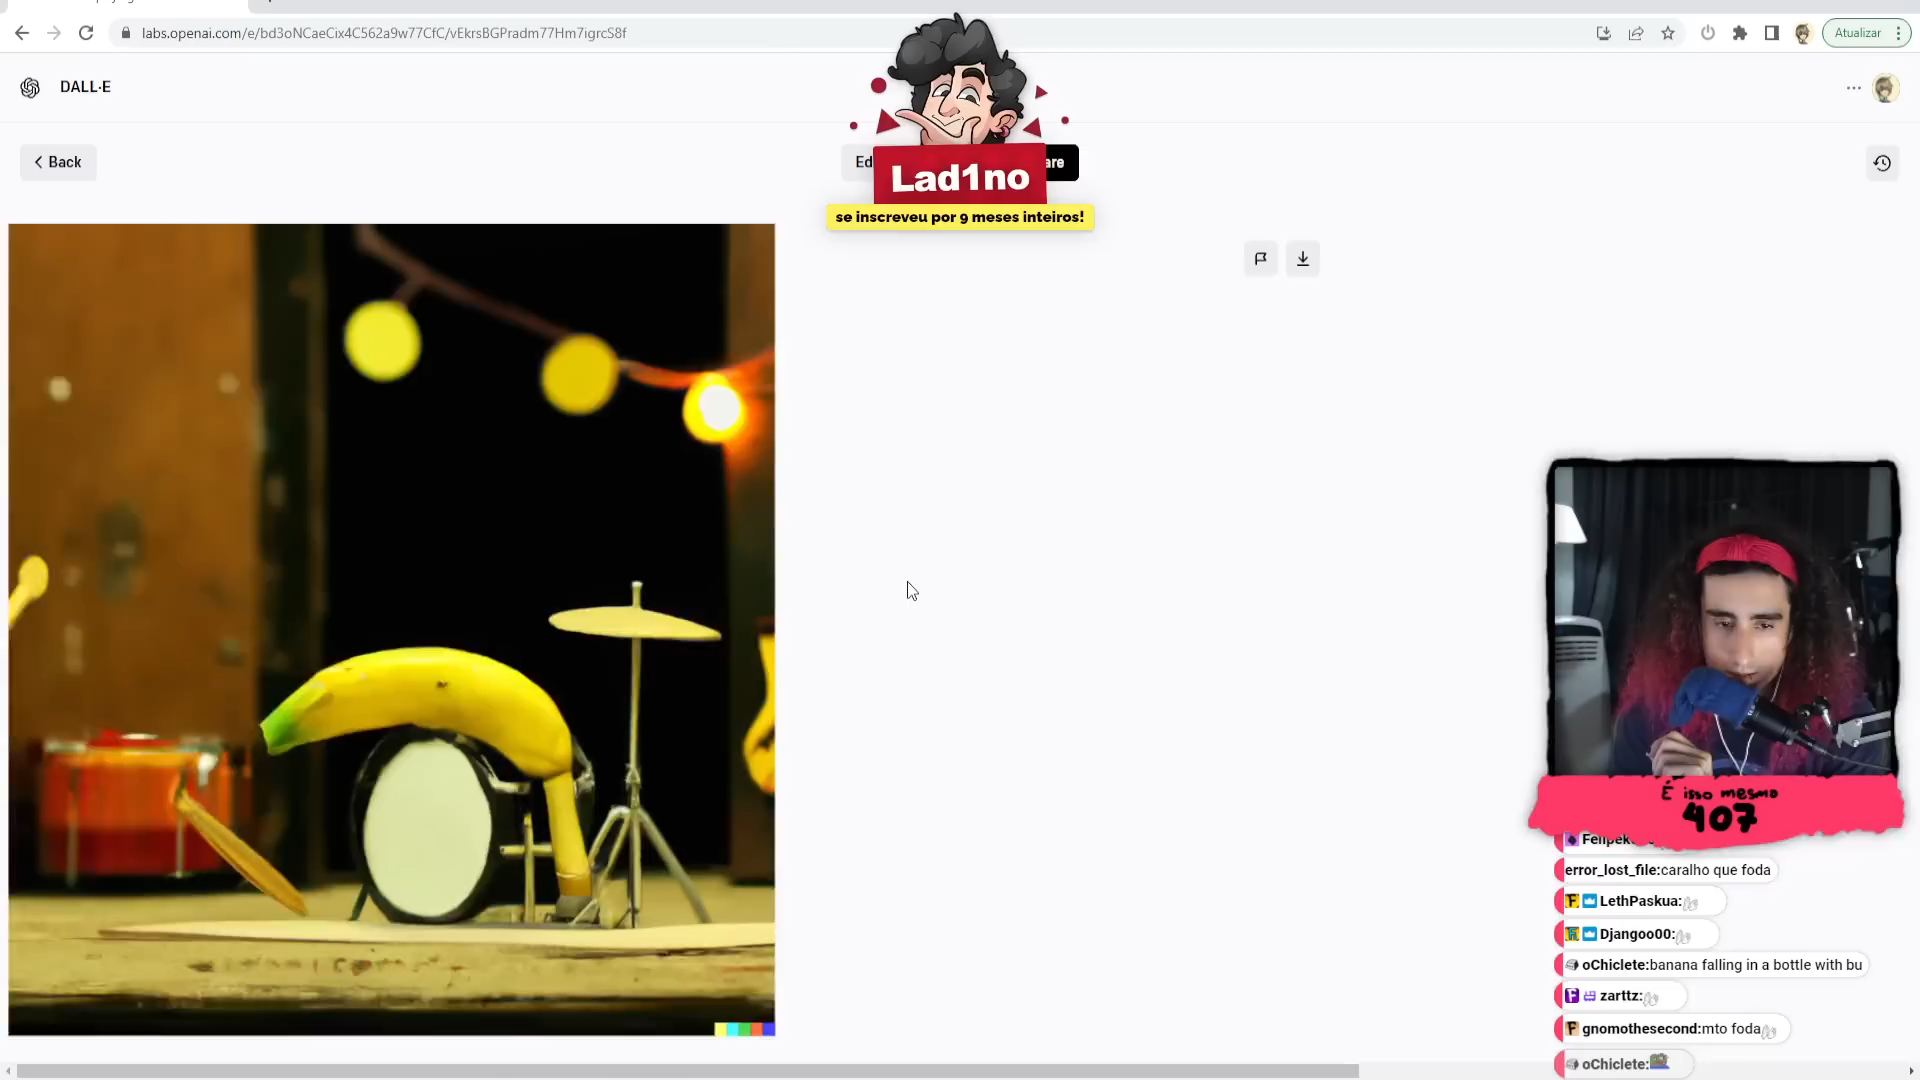 labs.openai.com/e/bd3oNCaeCix4C562a9w77CfC/vEkrsBGPradm77Hm7igrcS8f
Atualizar
DALL·E
Back
Ed
are
Lad1no
se inscreveu por 9 meses inteiros!
É isso mesmo
407
error_lost_file:caralho que foda
LethPaskua:
Djangoo00:
oChiclete:banana falling in a bottle with bu
zarttz:
gnomothesecond:mto foda
oChiclete: